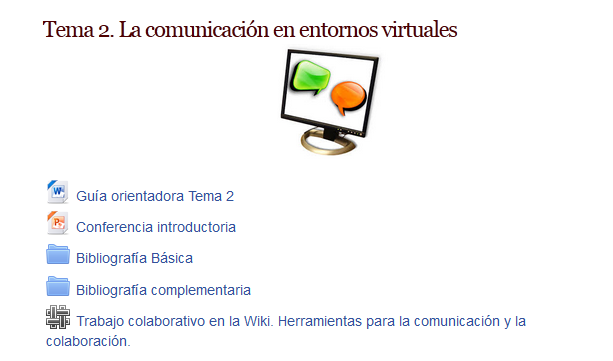 Tema 2. La comunicación en entornos virtuales
Guía orientadora Tema 2
Conferencia introductoria
Bibliografía Básica
Bibliografía complementaria
Trabajo colaborativo en la Wiki. Herramientas para la comunicación y la
colaboración.